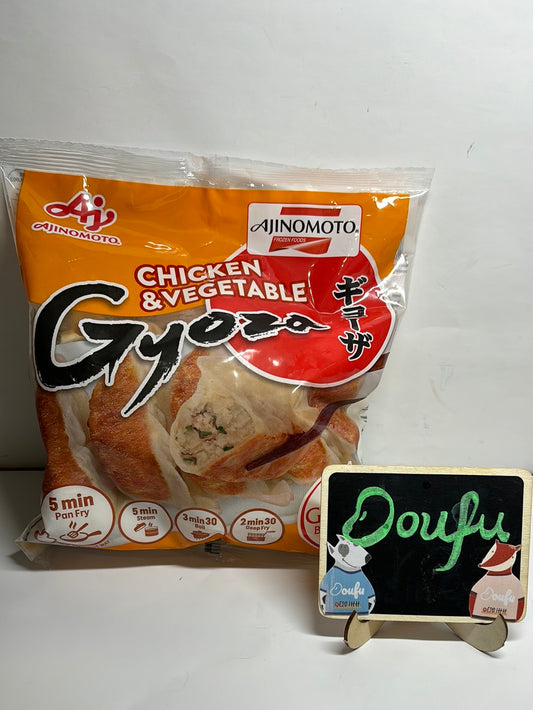 AJINOMOTO®
AJINOMOTO®
FROZEN FOODS
CHICKEN
& VEGETABLE
Gyoza
ギョーザ
5 min
Pan Fry
5 min
Steam
3 min 30
Boil
2 min 30
Deep Fry
Doufu
Doufu
Doufu